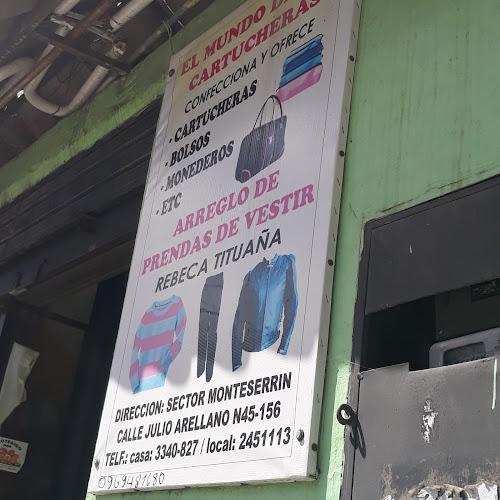 EL MUNDO DE
CARTUCHERAS
CONFECCIONA Y OFRECE
· CARTUCHERAS
· BOLSOS
· MONEDEROS
· ETC
ARREGLO DE
PRENDAS DE VESTIR
REBECA TITUAÑA
DIRECCION: SECTOR MONTESERRIN
CALLE JULIO ARELLANO N45-156
TELF.: casa: 3340-827 / local: 2451113
0969481680